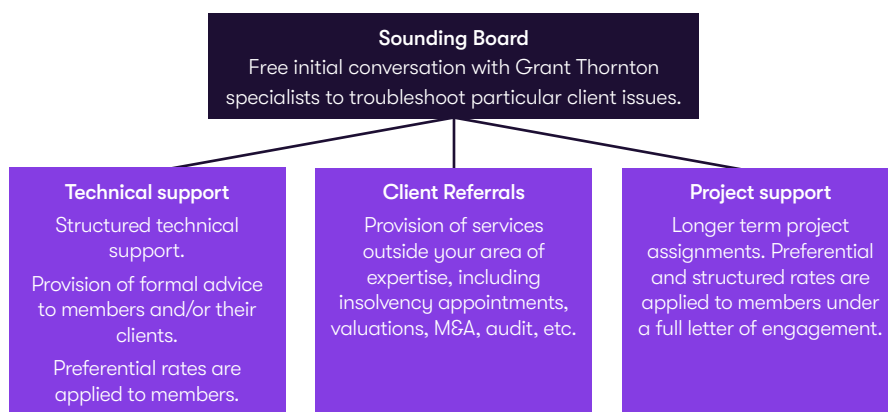 Sounding Board
Free initial conversation with Grant Thornton
specialists to troubleshoot particular client issues.
Technical support
Structured technical
support.
Provision of formal advice
to members and/or their
clients.
Preferential rates are
applied to members.
Client Referrals
Provision of services
outside your area of
expertise, including
insolvency appointments,
valuations, M&A, audit, etc.
Project support
Longer term project
assignments. Preferential
and structured rates are
applied to members under
a full letter of engagement.